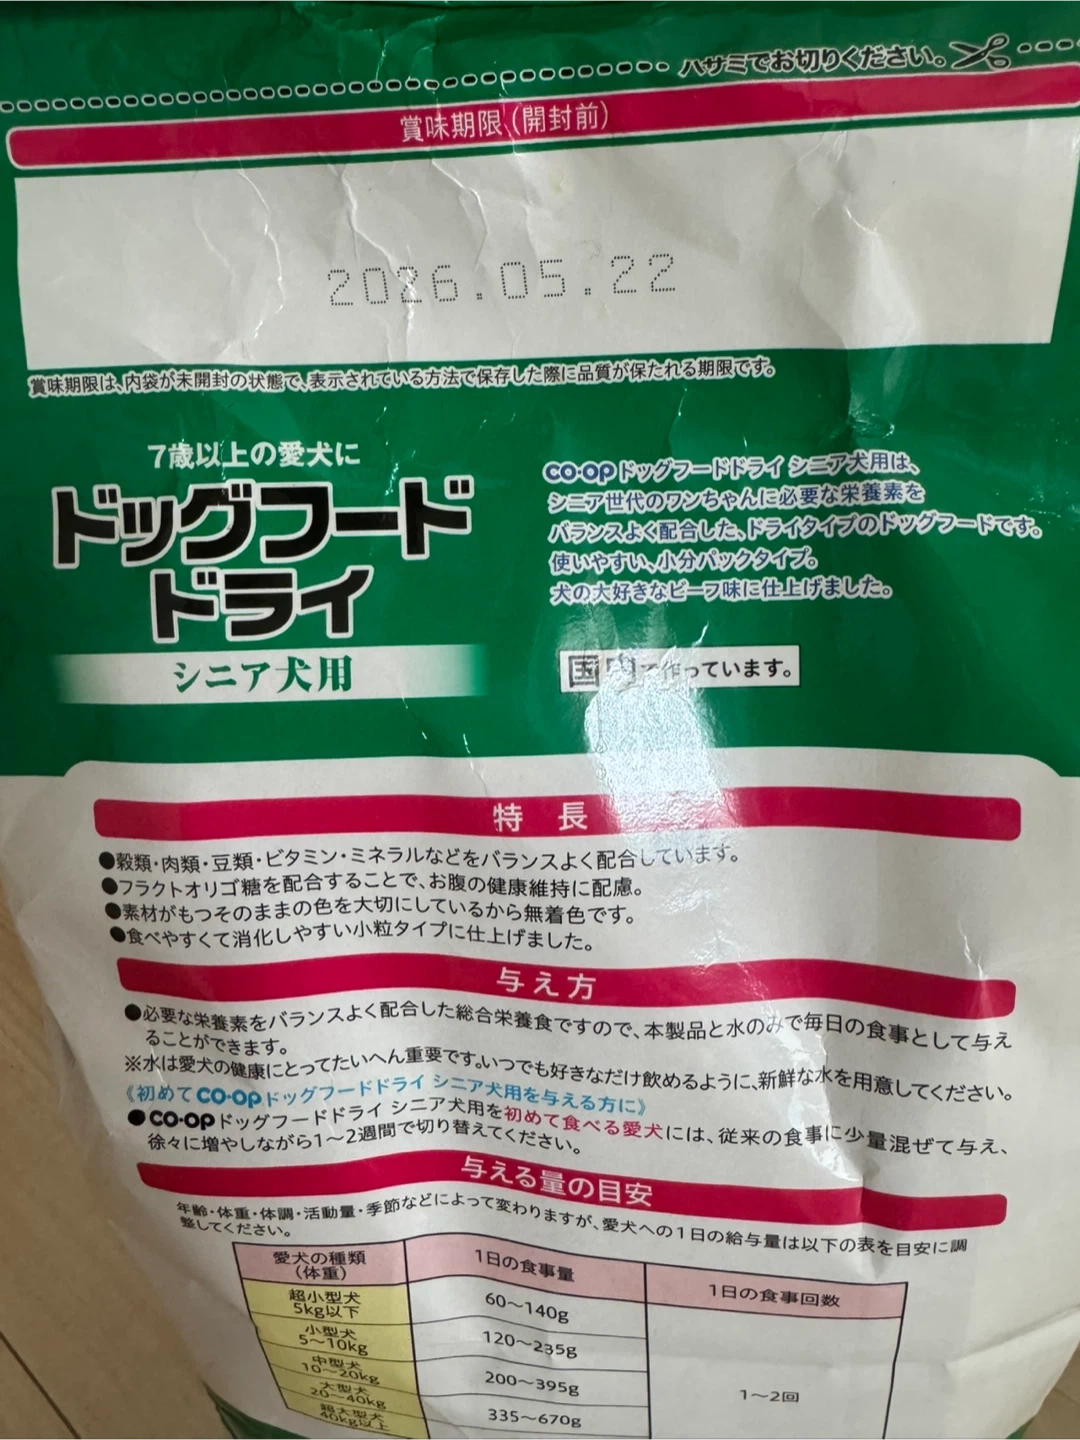 ハサミでお切りください。
賞味期限(開封前)
2026.05.22
賞味期限は、内袋が未開封の状態で、表示されている方法で保存した際に品質が保たれる期限です。
7歳以上の愛犬に
ドッグフード
ドライ
シニア犬用
CO·OPドッグフードドライ シニア犬用は、
シニア世代のワンちゃんに必要な栄養素を
バランスよく配合した、ドライタイプのドッグフードです。
使いやすい、小分パックタイプ。
犬の大好きなビーフ味に仕上げました。
国内で作っています。
特 長
●穀類・肉類・豆類・ビタミン・ミネラルなどをバランスよく配合しています。
●フラクトオリゴ糖を配合することで、お腹の健康維持に配慮。
●素材がもつそのままの色を大切にしているから無着色です。
●食べやすくて消化しやすい小粒タイプに仕上げました。
与え方
●必要な栄養素をバランスよく配合した総合栄養食ですので、本製品と水のみで毎日の食事として与え
ることができます。
※水は愛犬の健康にとってたいへん重要です。いつでも好きなだけ飲めるように、新鮮な水を用意してください。
《初めてCO·OPドッグフードドライ シニア犬用を与える方に》
●CO·OPドッグフードドライ シニア犬用を初めて食べる愛犬には、従来の食事に少量混ぜて与え、
徐々に増やしながら1～2週間で切り替えてください。
与える量の目安
年齢・体重・体調・活動量・季節などによって変わりますが、愛犬への1日の給与量は以下の表を目安に調
整してください。
愛犬の種類
(体重)
1日の食事量
1日の食事回数
超小型犬
5kg以下
60～140g
小型犬
5～10kg
120～235g
中型犬
10～20kg
200～395g
1～2回
大型犬
20～40kg
335～670g
超大型犬
40kg以上